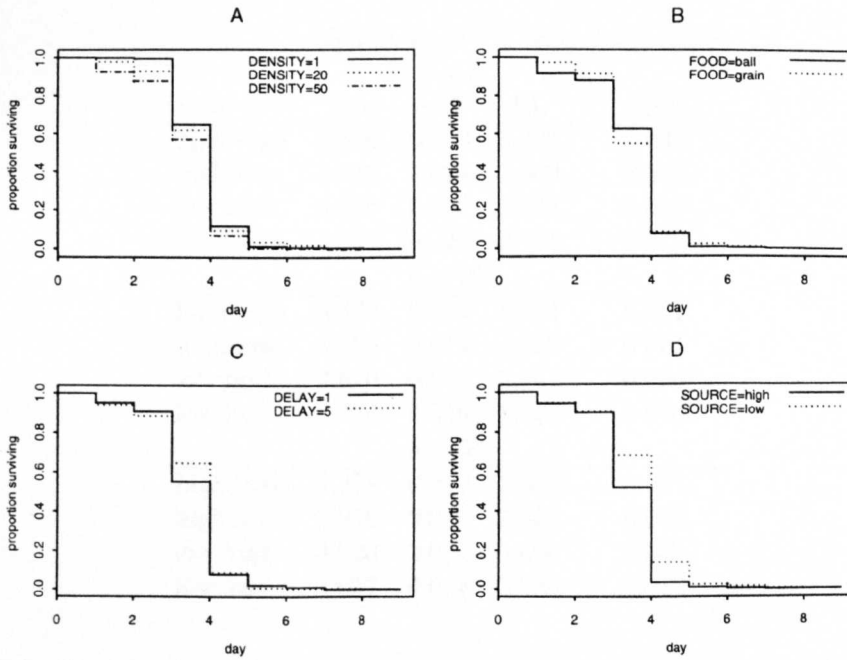 A
DENSITY=1
DENSITY=20
DENSITY=50
proportion surviving
1.0
0.8
0.6
0.4
0.2
0.0
0 2 4 6 8
day
B
FOOD=ball
FOOD=grain
proportion surviving
1.0
0.8
0.6
0.4
0.2
0.0
0 2 4 6 8
day
C
DELAY=1
DELAY=5
proportion surviving
1.0
0.8
0.6
0.4
0.2
0.0
0 2 4 6 8
day
D
SOURCE=high
SOURCE=low
proportion surviving
1.0
0.8
0.6
0.4
0.2
0.0
0 2 4 6 8
day